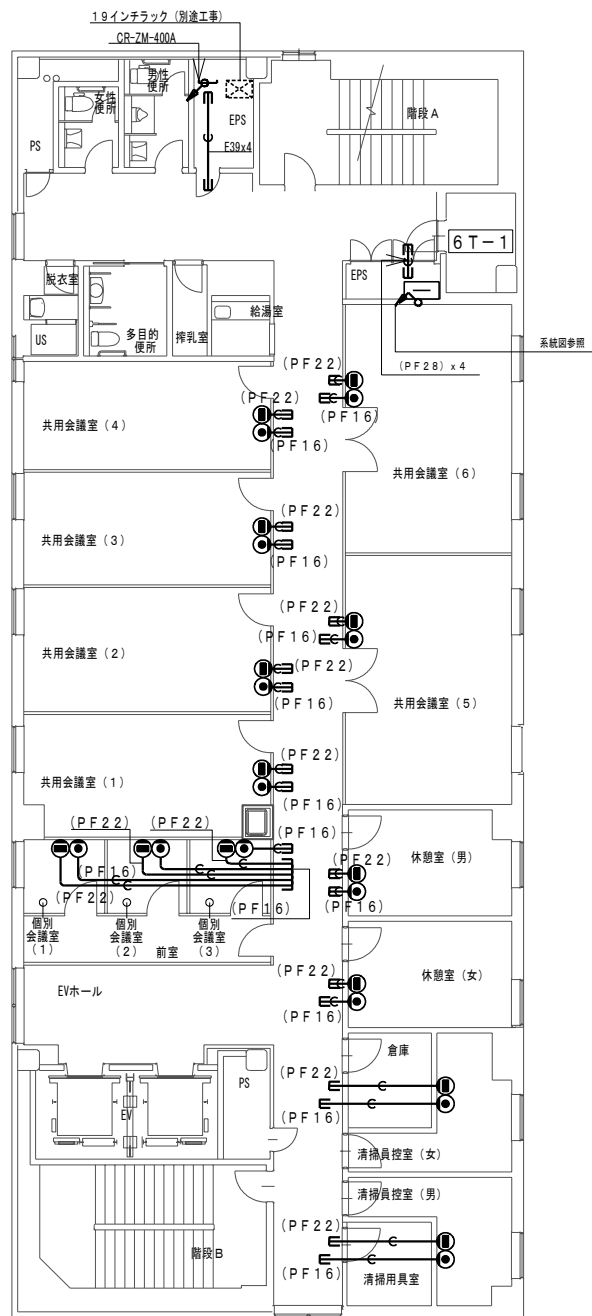 19インチラック(別途工事)
CR-ZM-400A
男性
便所
女性
便所
階段A
EPS
PS
E39x4
6T-1
脱衣室
EPS
給湯室
US
多目的
便所
搾乳室
系統図参照
(PF28)x4
(PF22)
(PF22)
(PF16)
共用会議室(4)
(PF16)
共用会議室(6)
(PF22)
共用会議室(3)
(PF16)
(PF22)
(PF16)
共用会議室(2)
(PF22)
(PF16)
共用会議室(5)
(PF22)
共用会議室(1)
(PF16)
(PF22)
(PF22)
(PF16)
休憩室(男)
(PF22)
(PF16)
(PF22)
(PF16)
(PF16)
個別
会議室
(1)
個別
会議室
(2)
個別
会議室
(3)
前室
(PF22)
休憩室(女)
EVホール
(PF16)
倉庫
PS
(PF22)
EV
(PF16)
清掃員控室(女)
清掃員控室(男)
(PF22)
階段B
(PF16)
清掃用具室